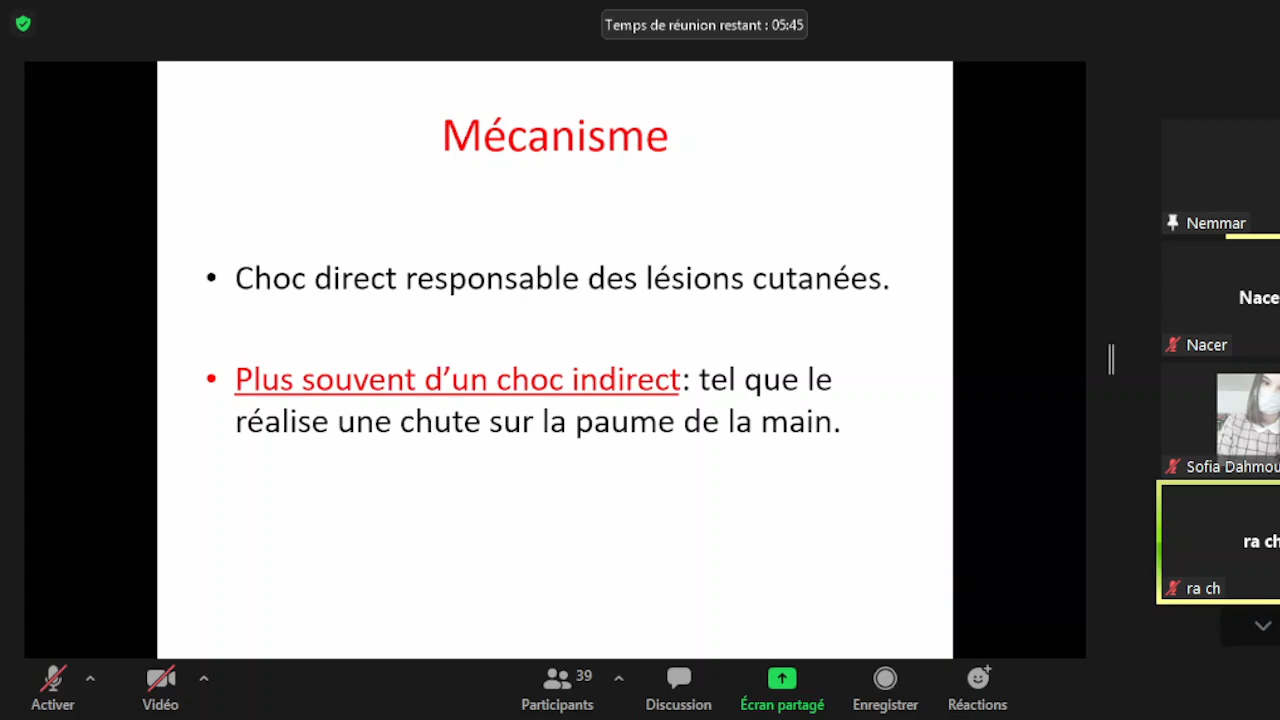 Temps de réunion restant : 05:45
Mécanisme
• Choc direct responsable des lésions cutanées.
• Plus souvent d’un choc indirect: tel que le
réalise une chute sur la paume de la main.
Nemmar
Nace
Nacer
Sofia Dahmou
ra ch
ra ch
Activer
Vidéo
39
Participants
Discussion
Écran partagé
Enregistrer
Réactions